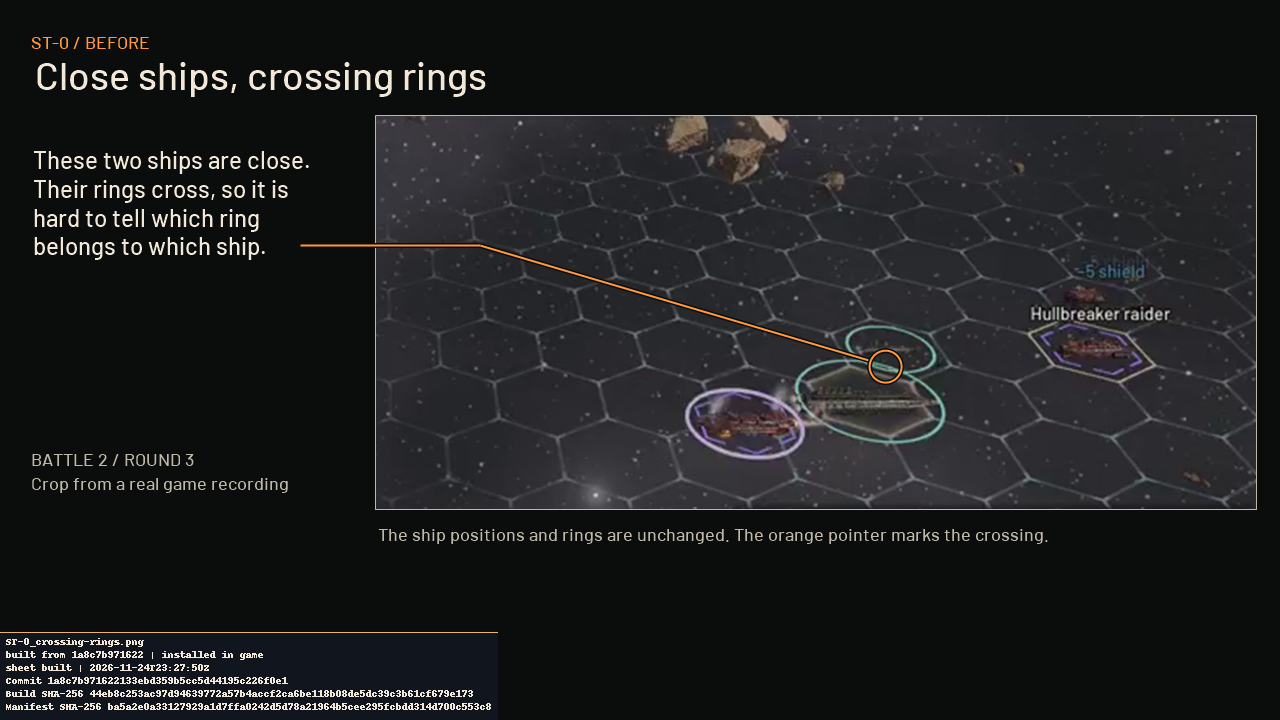 ST-0 / BEFORE
Close ships, crossing rings
These two ships are close.
Their rings cross, so it is
hard to tell which ring
belongs to which ship.
-5 shield
Hullbreaker raider
BATTLE 2 / ROUND 3
Crop from a real game recording
The ship positions and rings are unchanged. The orange pointer marks the crossing.
ST-0_crossing-rings.png
built from 1a8c7b971622 | installed in game
sheet built | 2026-11-24T23:27:50Z
Commit 1a8c7b971622133ebd359b5cc5d44195c226f0e1
Build SHA-256 44eb8c253ac97d94639772a57b4accf2ca6be118b08de5dc39c3b61cf679e173
Manifest SHA-256 ba5a2e0a33127929a1d7ffa0242d5d78a21964b5cee295fcbdd314d700c553c8